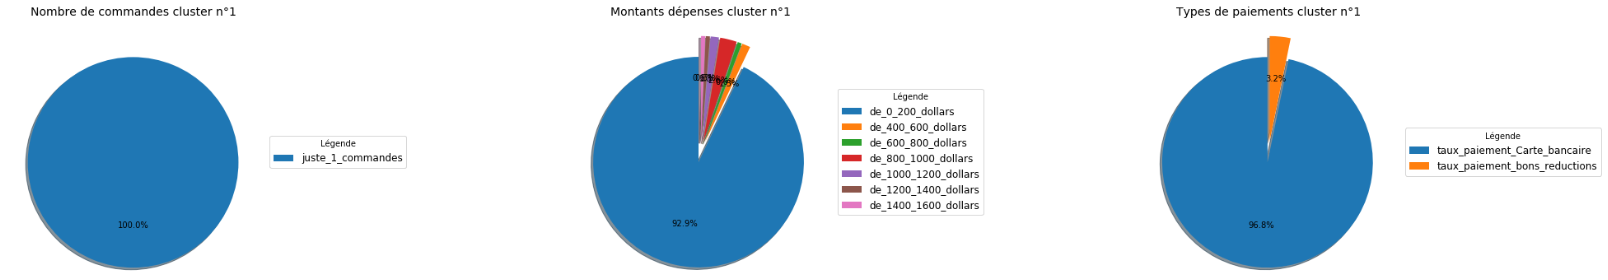 Nombre de commandes cluster n°1
100.0%
Légende
juste_1_commandes
Montants dépenses cluster n°1
92.9%
Légende
de_0_200_dollars
de_400_600_dollars
de_600_800_dollars
de_800_1000_dollars
de_1000_1200_dollars
de_1200_1400_dollars
de_1400_1600_dollars
Types de paiements cluster n°1
3.2%
96.8%
Légende
taux_paiement_Carte_bancaire
taux_paiement_bons_reductions